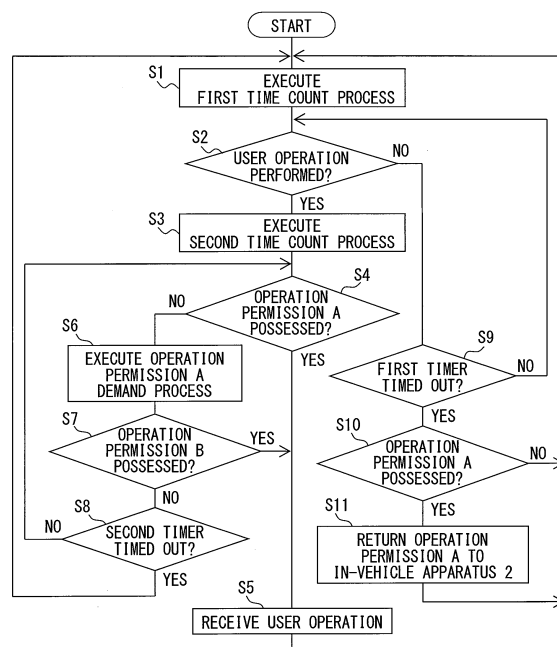 START
S1
EXECUTE
FIRST TIME COUNT PROCESS
S2
USER OPERATION
PERFORMED?
NO
YES
S3
EXECUTE
SECOND TIME COUNT PROCESS
S4
OPERATION
PERMISSION A
POSSESSED?
NO
YES
S6
EXECUTE OPERATION
PERMISSION A
DEMAND PROCESS
S7
OPERATION
PERMISSION B
POSSESSED?
YES
NO
S8
SECOND TIMER
TIMED OUT?
NO
YES
S5
RECEIVE USER OPERATION
S9
FIRST TIMER
TIMED OUT?
NO
YES
S10
OPERATION
PERMISSION A
POSSESSED?
NO
YES
S11
RETURN OPERATION
PERMISSION A TO
IN-VEHICLE APPARATUS 2